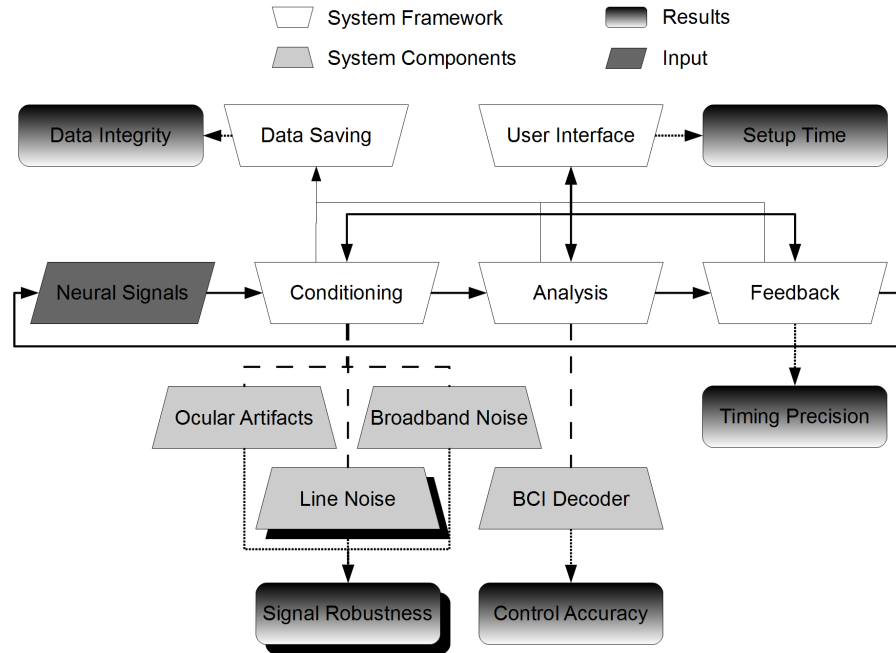 System Framework
Results
System Components
Input
Data Integrity
Data Saving
User Interface
Setup Time
Neural Signals
Conditioning
Analysis
Feedback
Ocular Artifacts
Broadband Noise
Timing Precision
Line Noise
BCI Decoder
Signal Robustness
Control Accuracy